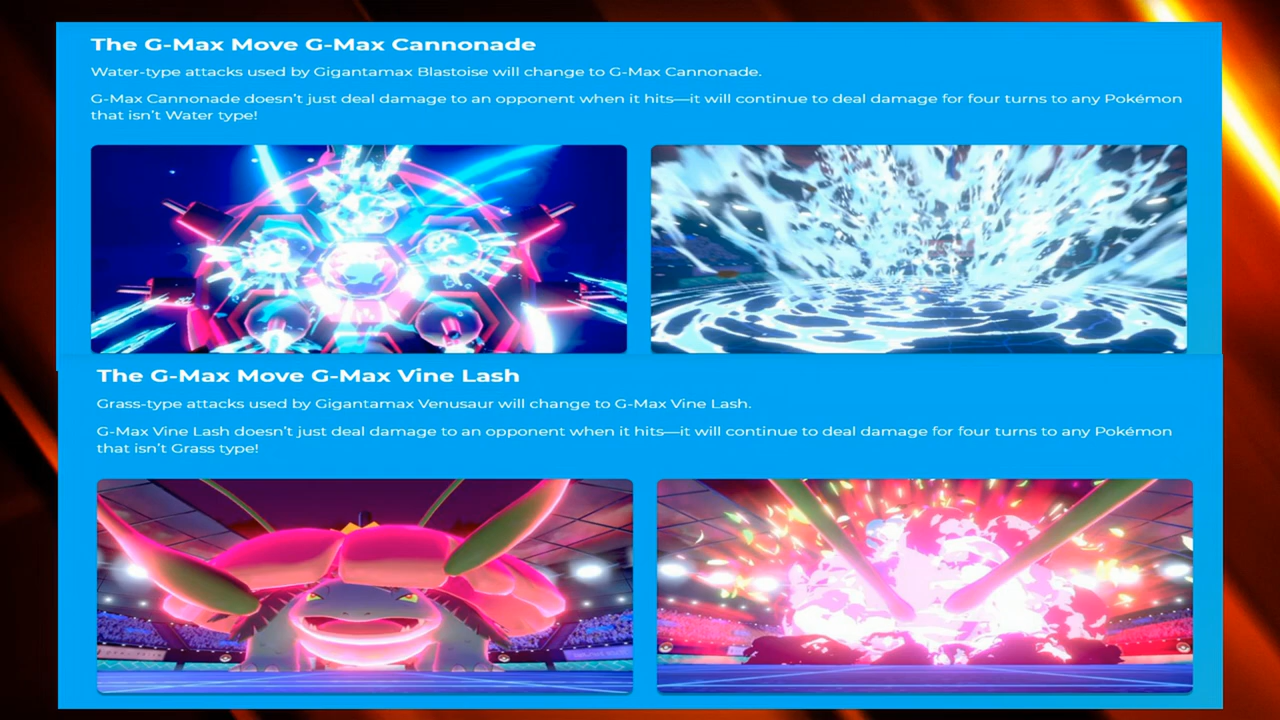 The G-Max Move G-Max Cannonade
Water-type attacks used by Gigantamax Blastoise will change to G-Max Cannonade.
G-Max Cannonade doesn't just deal damage to an opponent when it hits—it will continue to deal damage for four turns to any Pokémon
that isn't Water type!
The G-Max Move G-Max Vine Lash
Grass-type attacks used by Gigantamax Venusaur will change to G-Max Vine Lash.
G-Max Vine Lash doesn't just deal damage to an opponent when it hits—it will continue to deal damage for four turns to any Pokémon
that isn't Grass type!